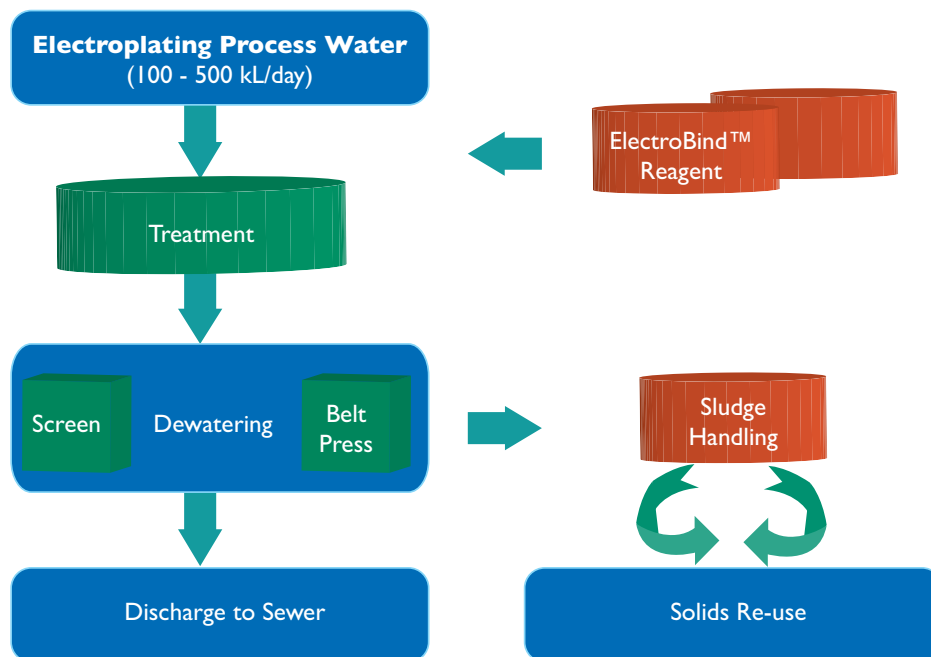 Electroplating Process Water
(100 - 500 kL/day)
ElectroBind™
Reagent
Treatment
Screen
Dewatering
Belt
Press
Sludge
Handling
Discharge to Sewer
Solids Re-use